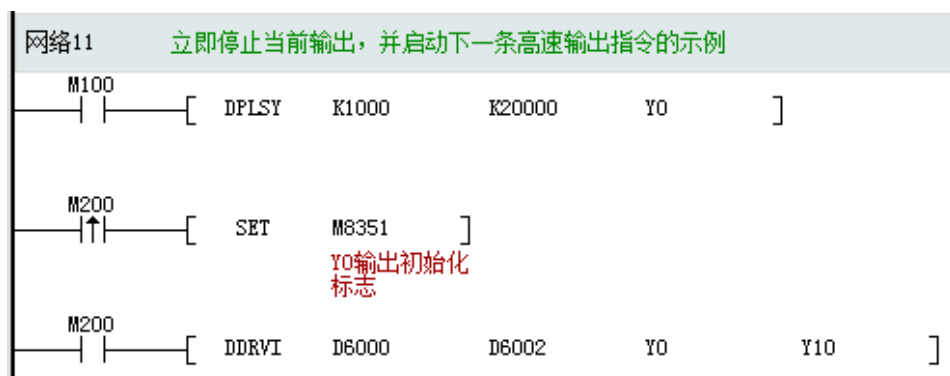 网络11 立即停止当前输出，并启动下一条高速输出指令的示例
M100
[ DPLSY K1000 K20000 Y0 ]
M200
[ SET M8351 ]
Y0输出初始化
标志
M200
[ DDRVI D6000 D6002 Y0 Y10 ]